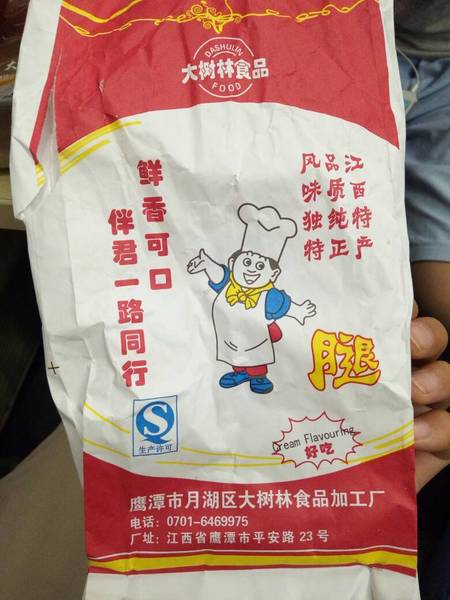 DASHULIN
大树林食品
FOOD
江西特产
品质纯正
风味独特
鲜香可口
伴君一路同行
腿
生产许可
Dream Flavouring
好吃
鹰潭市月湖区大树林食品加工厂
电话：0701-6469975
厂址：江西省鹰潭市平安路 23 号